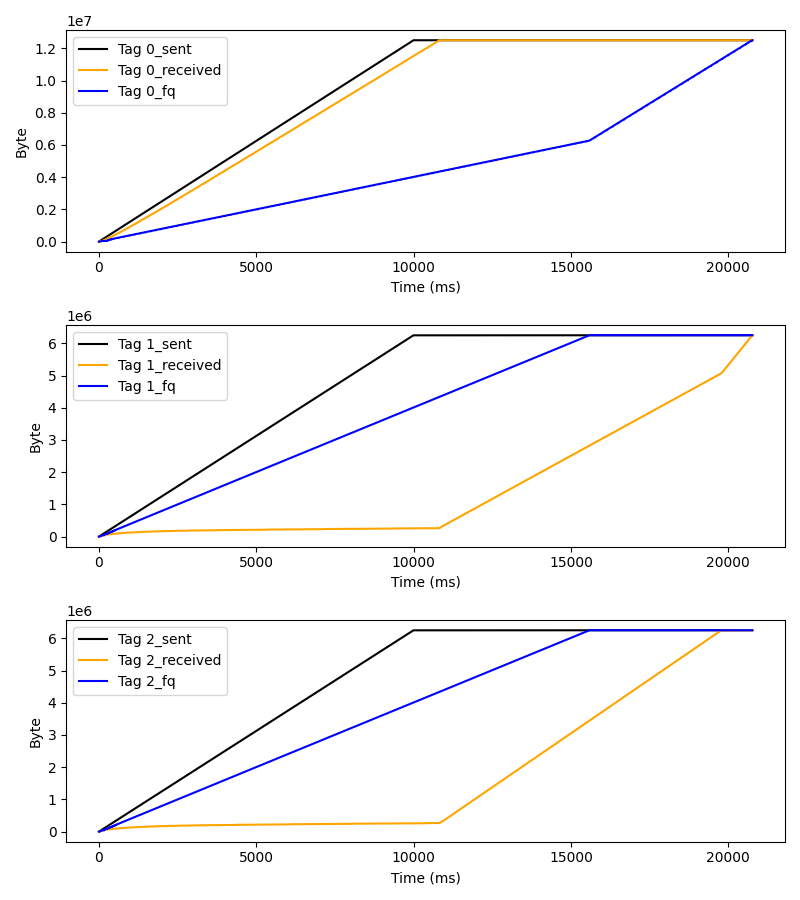 1e7
Tag 0_sent
Tag 0_received
Tag 0_fq
Byte
1.2
1.0
0.8
0.6
0.4
0.2
0.0
0 5000 10000 15000 20000
Time (ms)
1e6
Tag 1_sent
Tag 1_received
Tag 1_fq
Byte
6
5
4
3
2
1
0
0 5000 10000 15000 20000
Time (ms)
1e6
Tag 2_sent
Tag 2_received
Tag 2_fq
Byte
6
5
4
3
2
1
0
0 5000 10000 15000 20000
Time (ms)